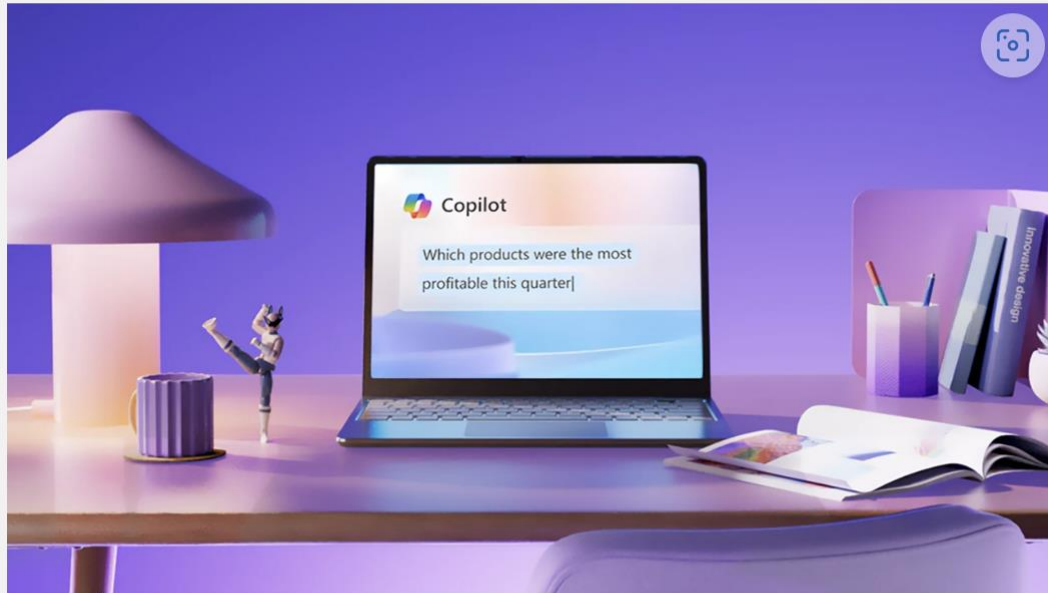 Copilot
Which products were the most
profitable this quarter
Innovative design